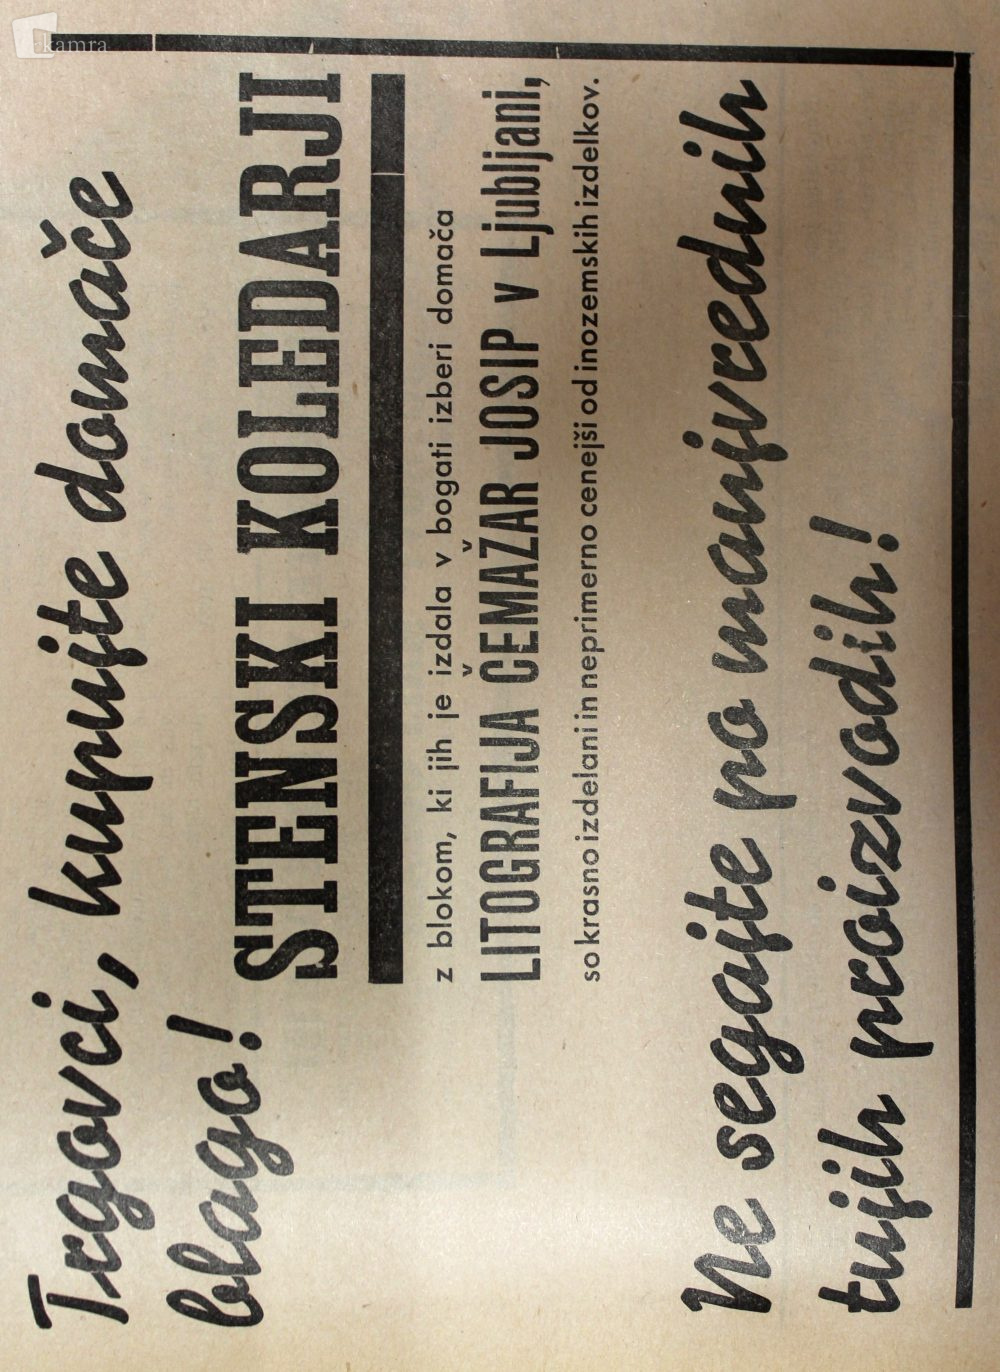 Trgovci, kupujte domače
blago!
STENSKI KOLEDARJI
z blokom, ki jih je izdala v bogati izberi domača
LITOGRAFIJA ČEMAŽAR JOSIP v Ljubljani,
so krasno izdelani in neprimerno cenejši od inozemskih izdelkov.
Ne segajte po manjvrednih
tujih proizvodih!
kamra